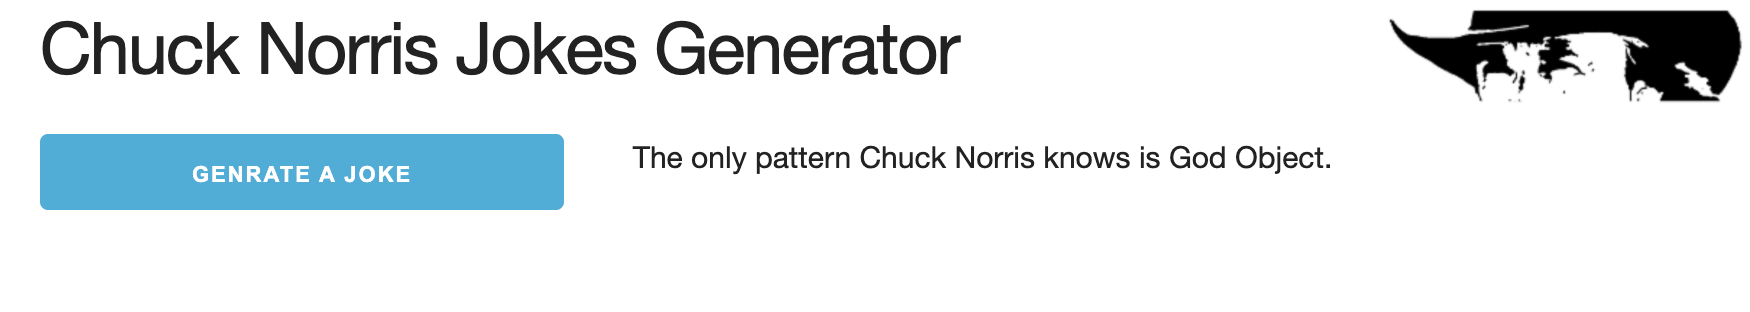 Chuck Norris Jokes Generator
GENRATE A JOKE
The only pattern Chuck Norris knows is God Object.